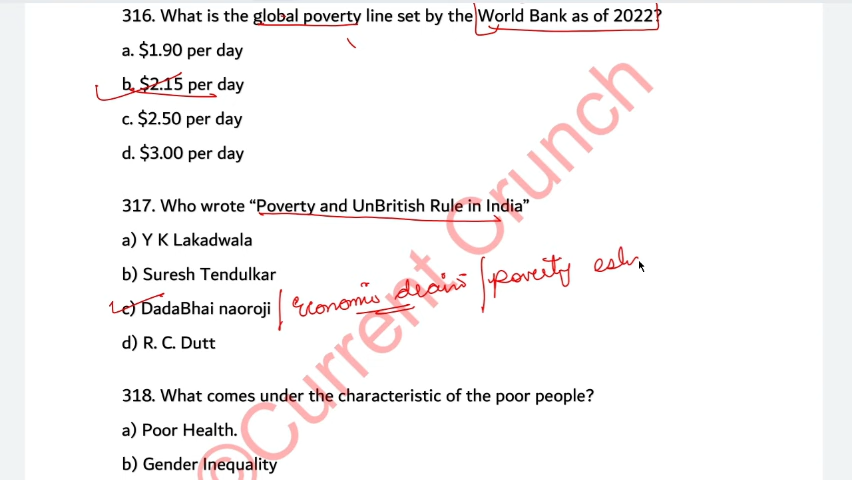 316. What is the global poverty line set by the World Bank as of 2022?
a. $1.90 per day
b. $2.15 per day
c. $2.50 per day
d. $3.00 per day
317. Who wrote “Poverty and UnBritish Rule in India”
a) Y K Lakadwala
b) Suresh Tendulkar
c) DadaBhai naoroji | Economic drain | poverty
d) R. C. Dutt
318. What comes under the characteristic of the poor people?
a) Poor Health.
b) Gender Inequality
©Current Crunch